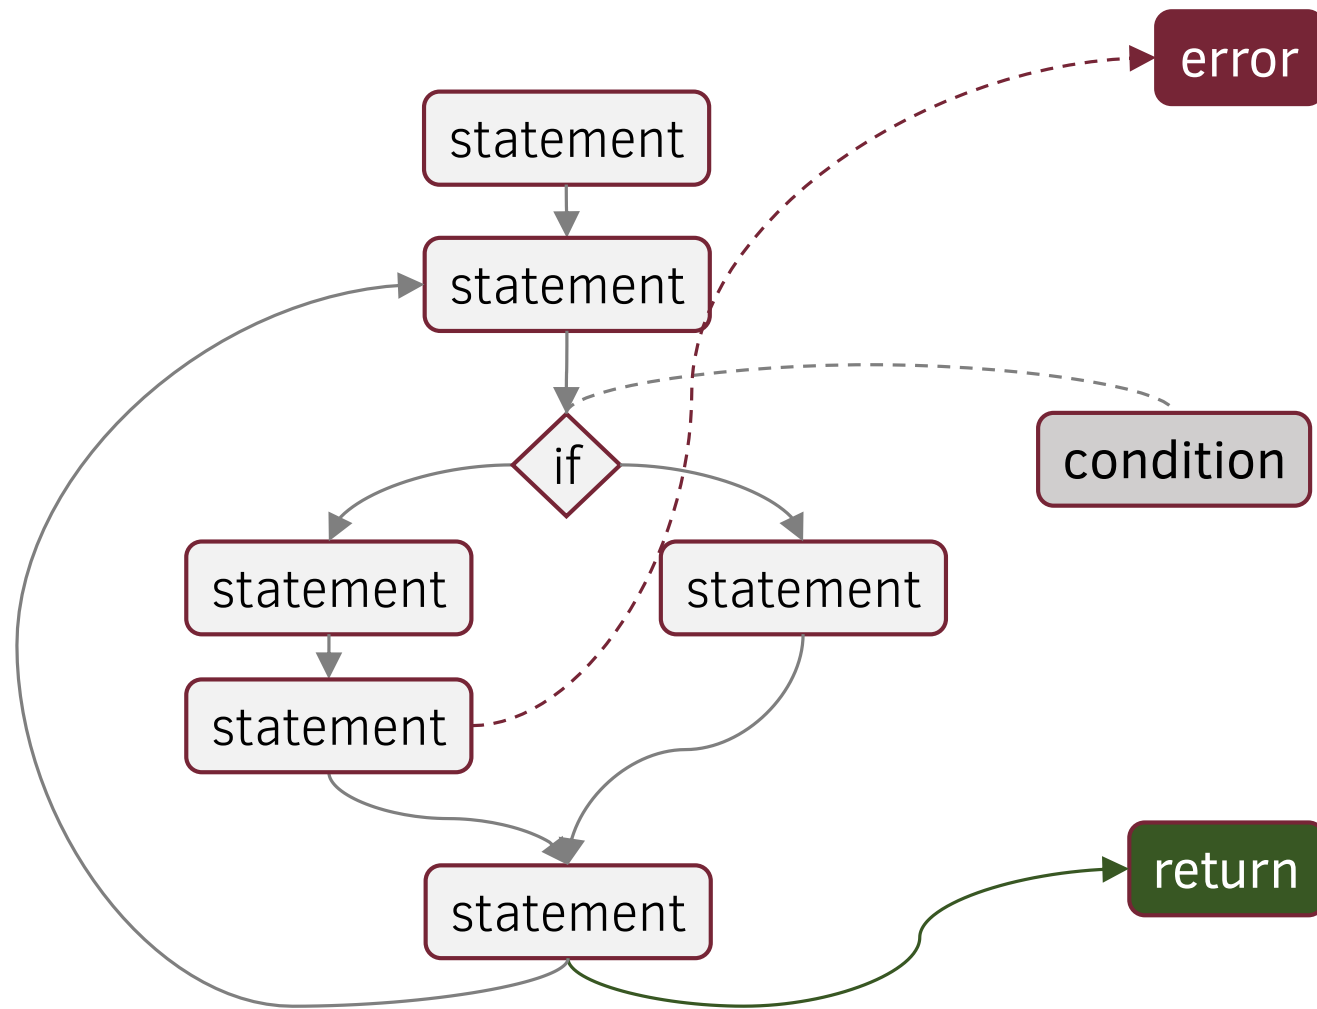 error
statement
statement
condition
if
statement
statement
statement
return
statement